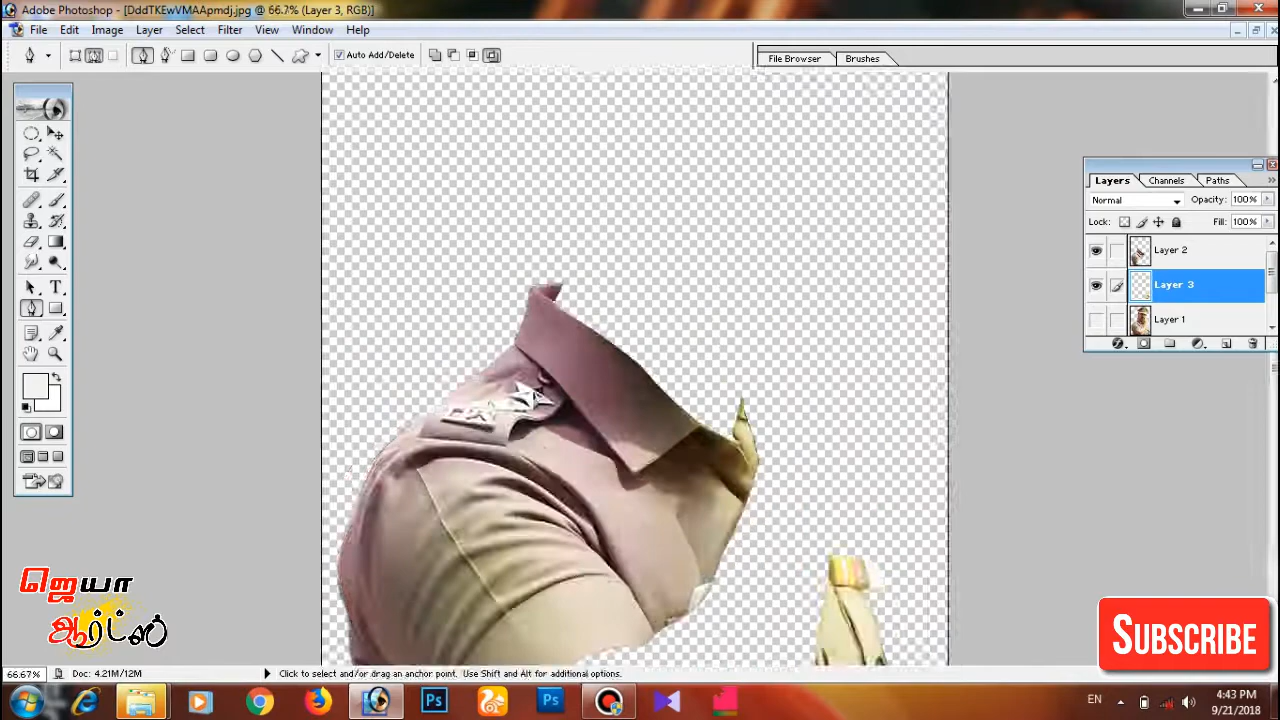 Adobe Photoshop - [DddTKEwVMAApmdj.jpg @ 66.7% (Layer 3, RGB)]
File Edit Image Layer Select Filter View Window Help
Auto Add/Delete
File Browser Brushes
Layers Channels Paths
Normal Opacity: 100%
Lock: Fill: 100%
Layer 2
Layer 3
Layer 1
ஜெயா
ஆர்ட்ஸ்
SUBSCRIBE
66.67% Doc: 4.21M/12M Click to select and/or drag an anchor point. Use Shift and Alt for additional options.
EN 4:43 PM
9/21/2018